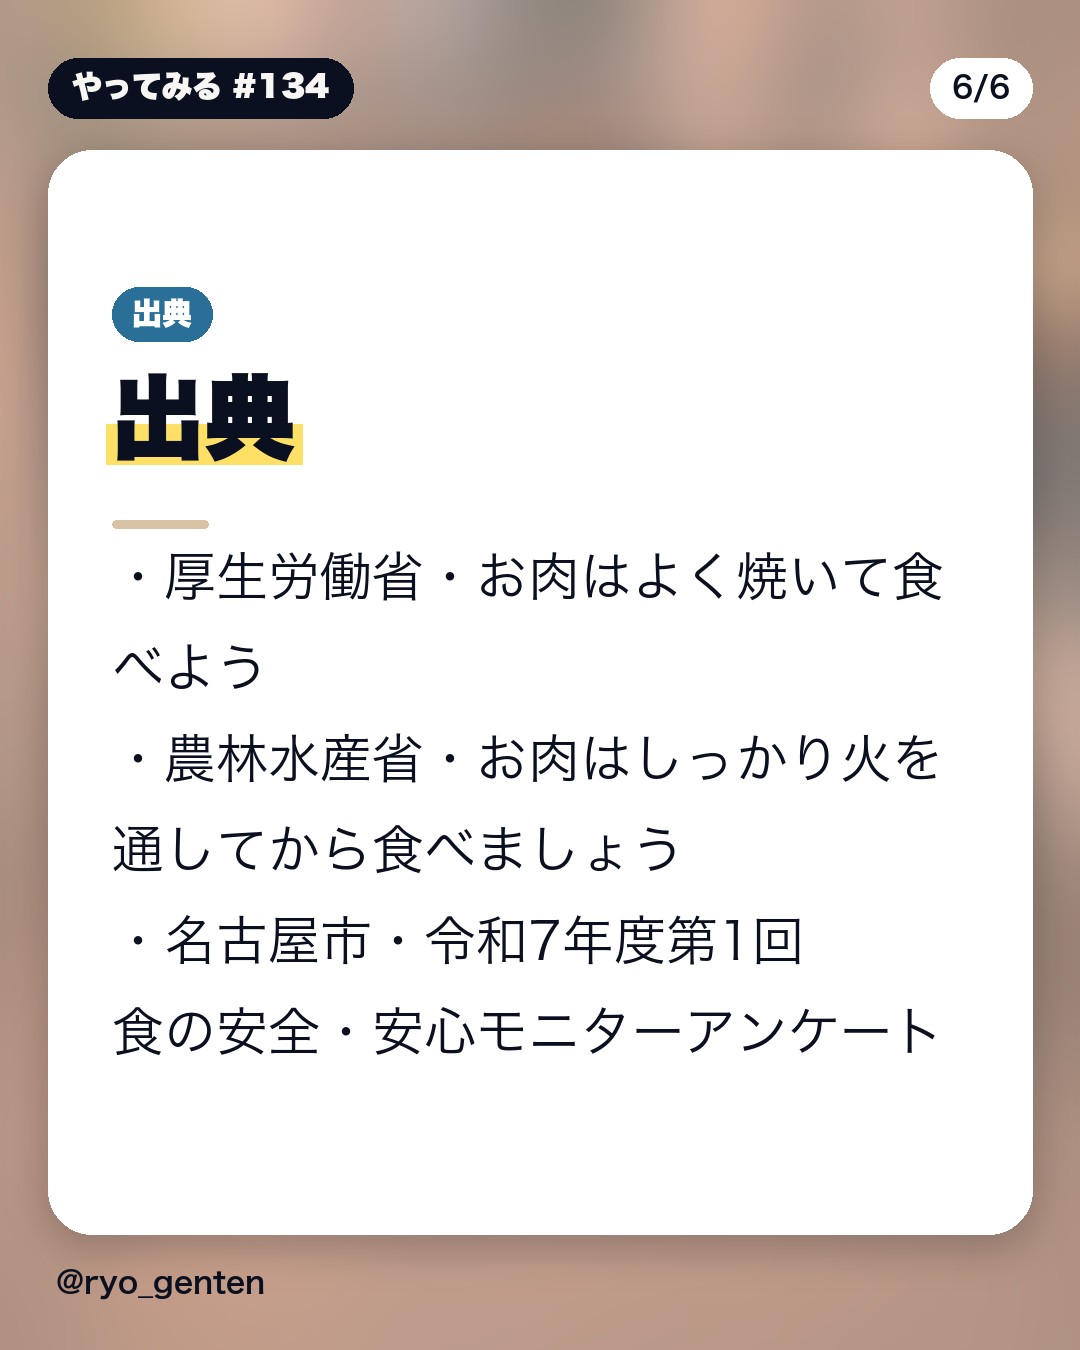 やってみる #134
6/6
出典
出典
・厚生労働省・お肉はよく焼いて食
べよう
・農林水産省・お肉はしっかり火を
通してから食べましょう
・名古屋市・令和7年度第1回
食の安全・安心モニターアンケート
@ryo_genten